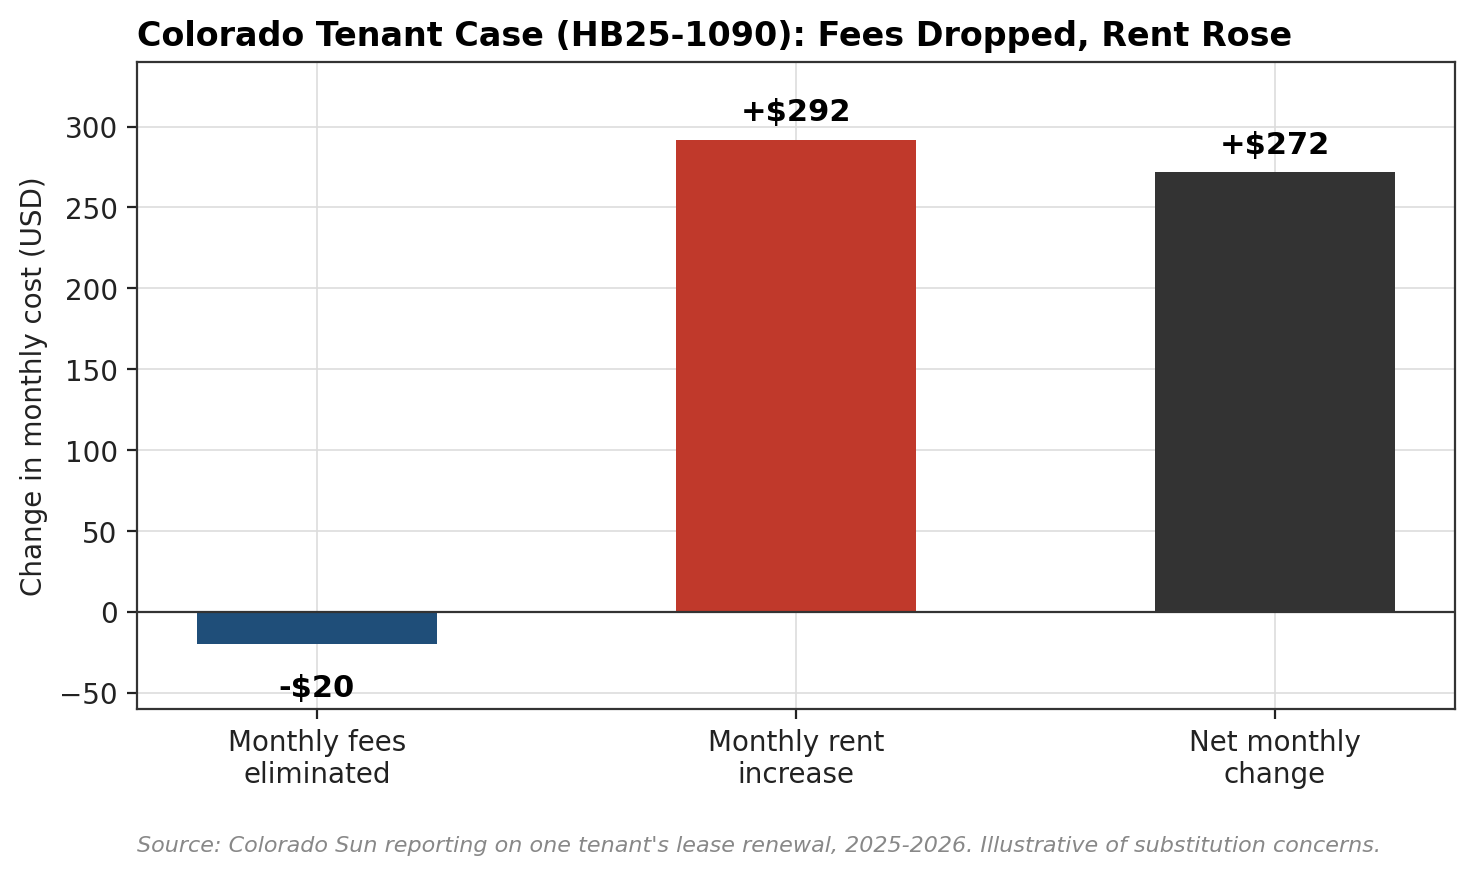 Colorado Tenant Case (HB25-1090): Fees Dropped, Rent Rose
Change in monthly cost (USD)
300
250
200
150
100
50
0
−50
+$292
+$272
-$20
Monthly fees
eliminated
Monthly rent
increase
Net monthly
change
Source: Colorado Sun reporting on one tenant's lease renewal, 2025-2026. Illustrative of substitution concerns.